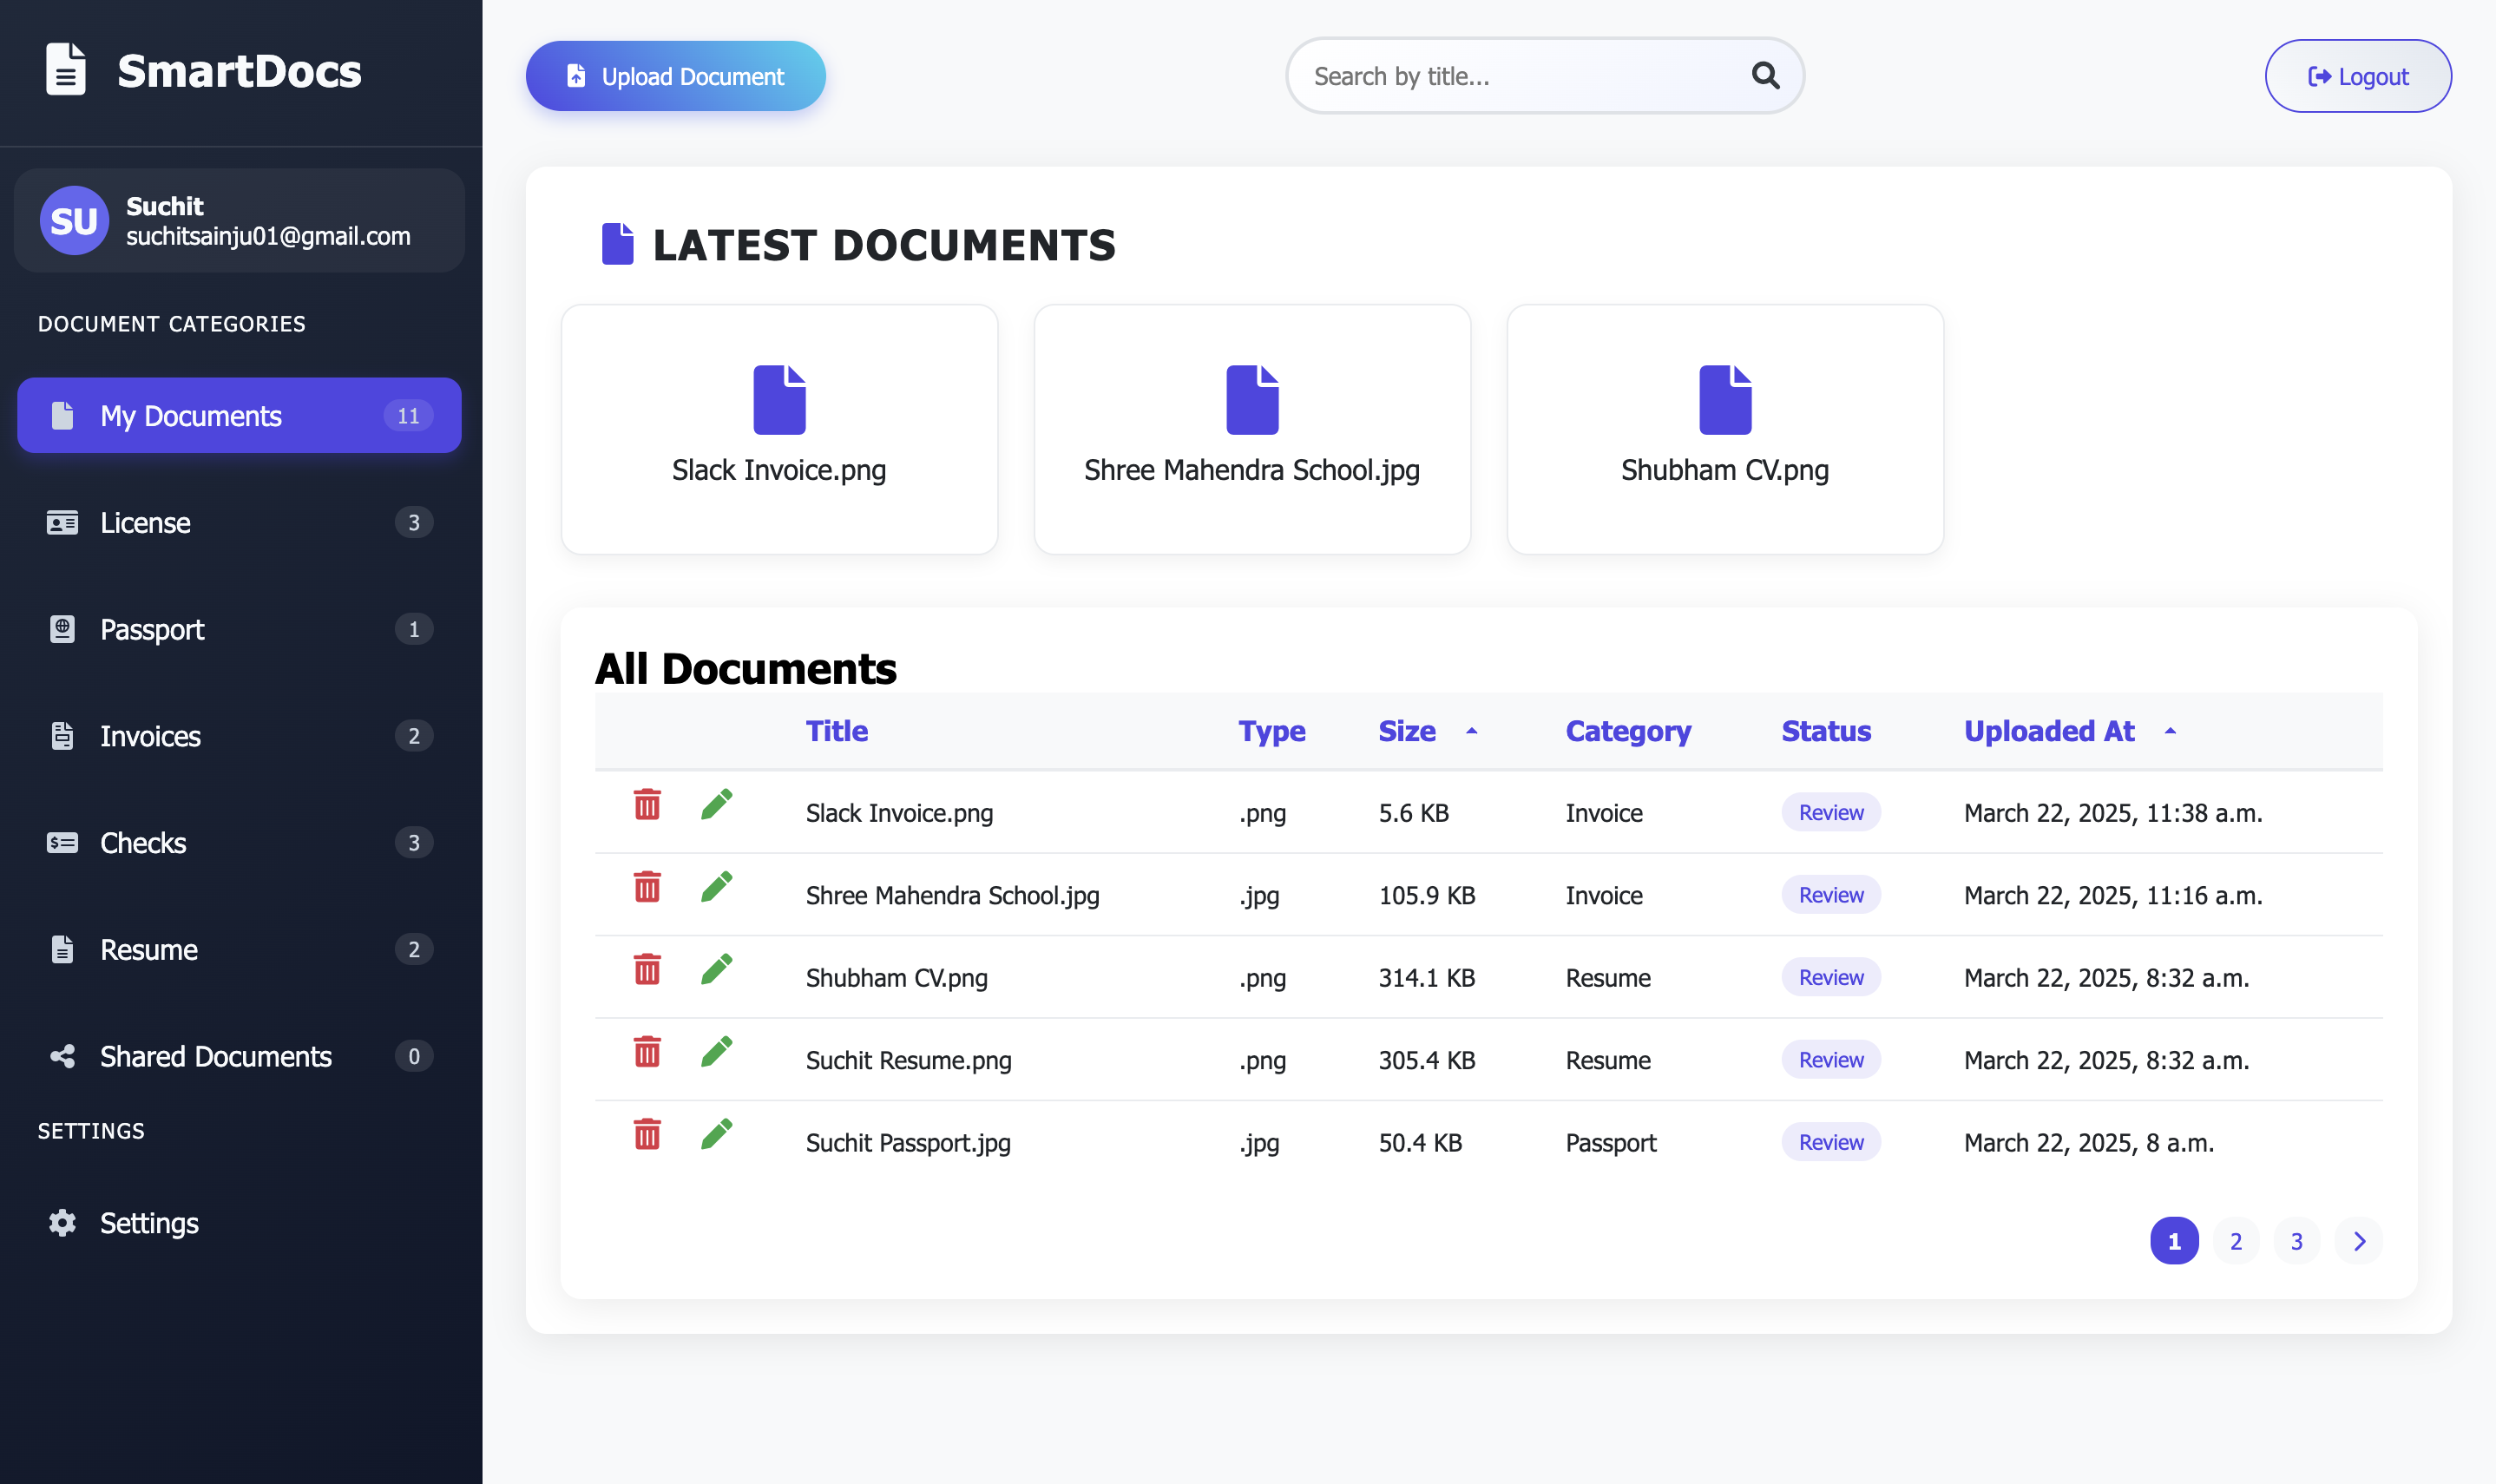 SmartDocs
SU
Suchit
suchitsainju01@gmail.com
DOCUMENT CATEGORIES
My Documents 11
License 3
Passport 1
Invoices 2
Checks 3
Resume 2
Shared Documents 0
SETTINGS
Settings
Upload Document
Search by title...
Logout
LATEST DOCUMENTS
Slack Invoice.png
Shree Mahendra School.jpg
Shubham CV.png
All Documents
Title Type Size Category Status Uploaded At
Slack Invoice.png .png 5.6 KB Invoice Review March 22, 2025, 11:38 a.m.
Shree Mahendra School.jpg .jpg 105.9 KB Invoice Review March 22, 2025, 11:16 a.m.
Shubham CV.png .png 314.1 KB Resume Review March 22, 2025, 8:32 a.m.
Suchit Resume.png .png 305.4 KB Resume Review March 22, 2025, 8:32 a.m.
Suchit Passport.jpg .jpg 50.4 KB Passport Review March 22, 2025, 8 a.m.
1 2 3